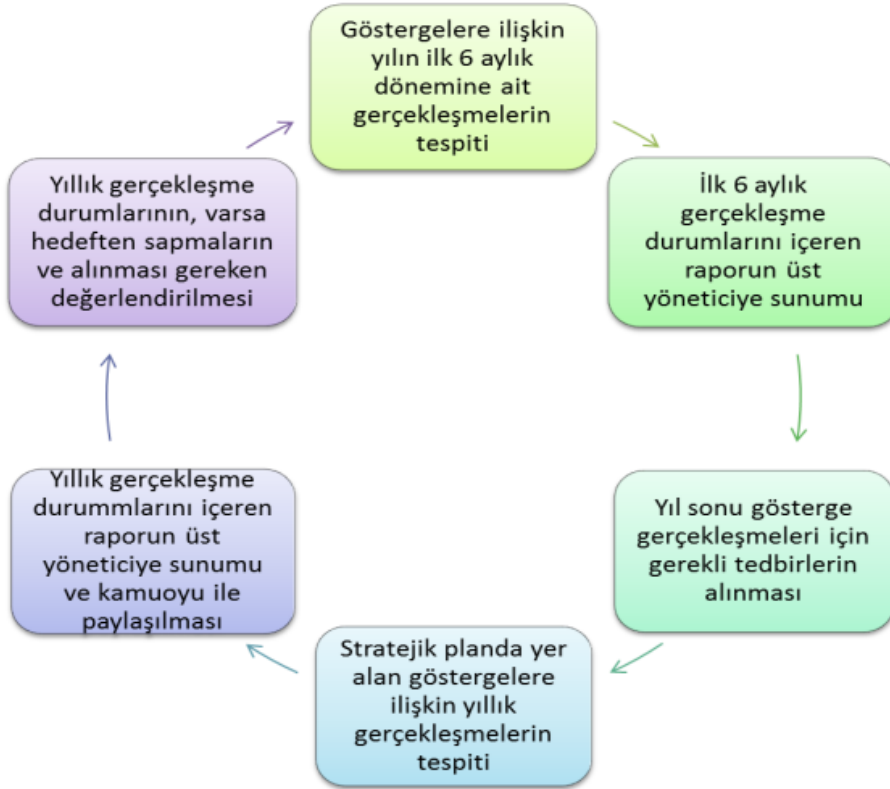 Göstergelere ilişkin
yılın ilk 6 aylık
dönemine ait
gerçekleşmelerin
tespiti
İlk 6 aylık
gerçekleşme
durumlarını içeren
raporun üst
yöneticiye sunumu
Yıl sonu gösterge
gerçekleşmeleri için
gerekli tedbirlerin
alınması
Stratejik planda yer
alan göstergelere
ilişkin yıllık
gerçekleşmelerin
tespiti
Yıllık gerçekleşme
durummlarını içeren
raporun üst
yöneticiye sunumu
ve kamuoyu ile
paylaşılması
Yıllık gerçekleşme
durumlarının, varsa
hedeften sapmaların
ve alınması gereken
değerlendirilmesi